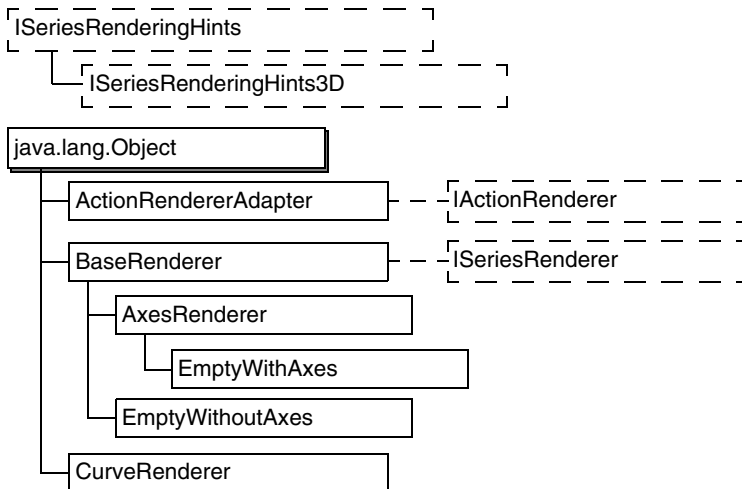 ISeriesRenderingHints
ISeriesRenderingHints3D
java.lang.Object
ActionRendererAdapter
IActionRenderer
BaseRenderer
ISeriesRenderer
AxesRenderer
EmptyWithAxes
EmptyWithoutAxes
CurveRenderer